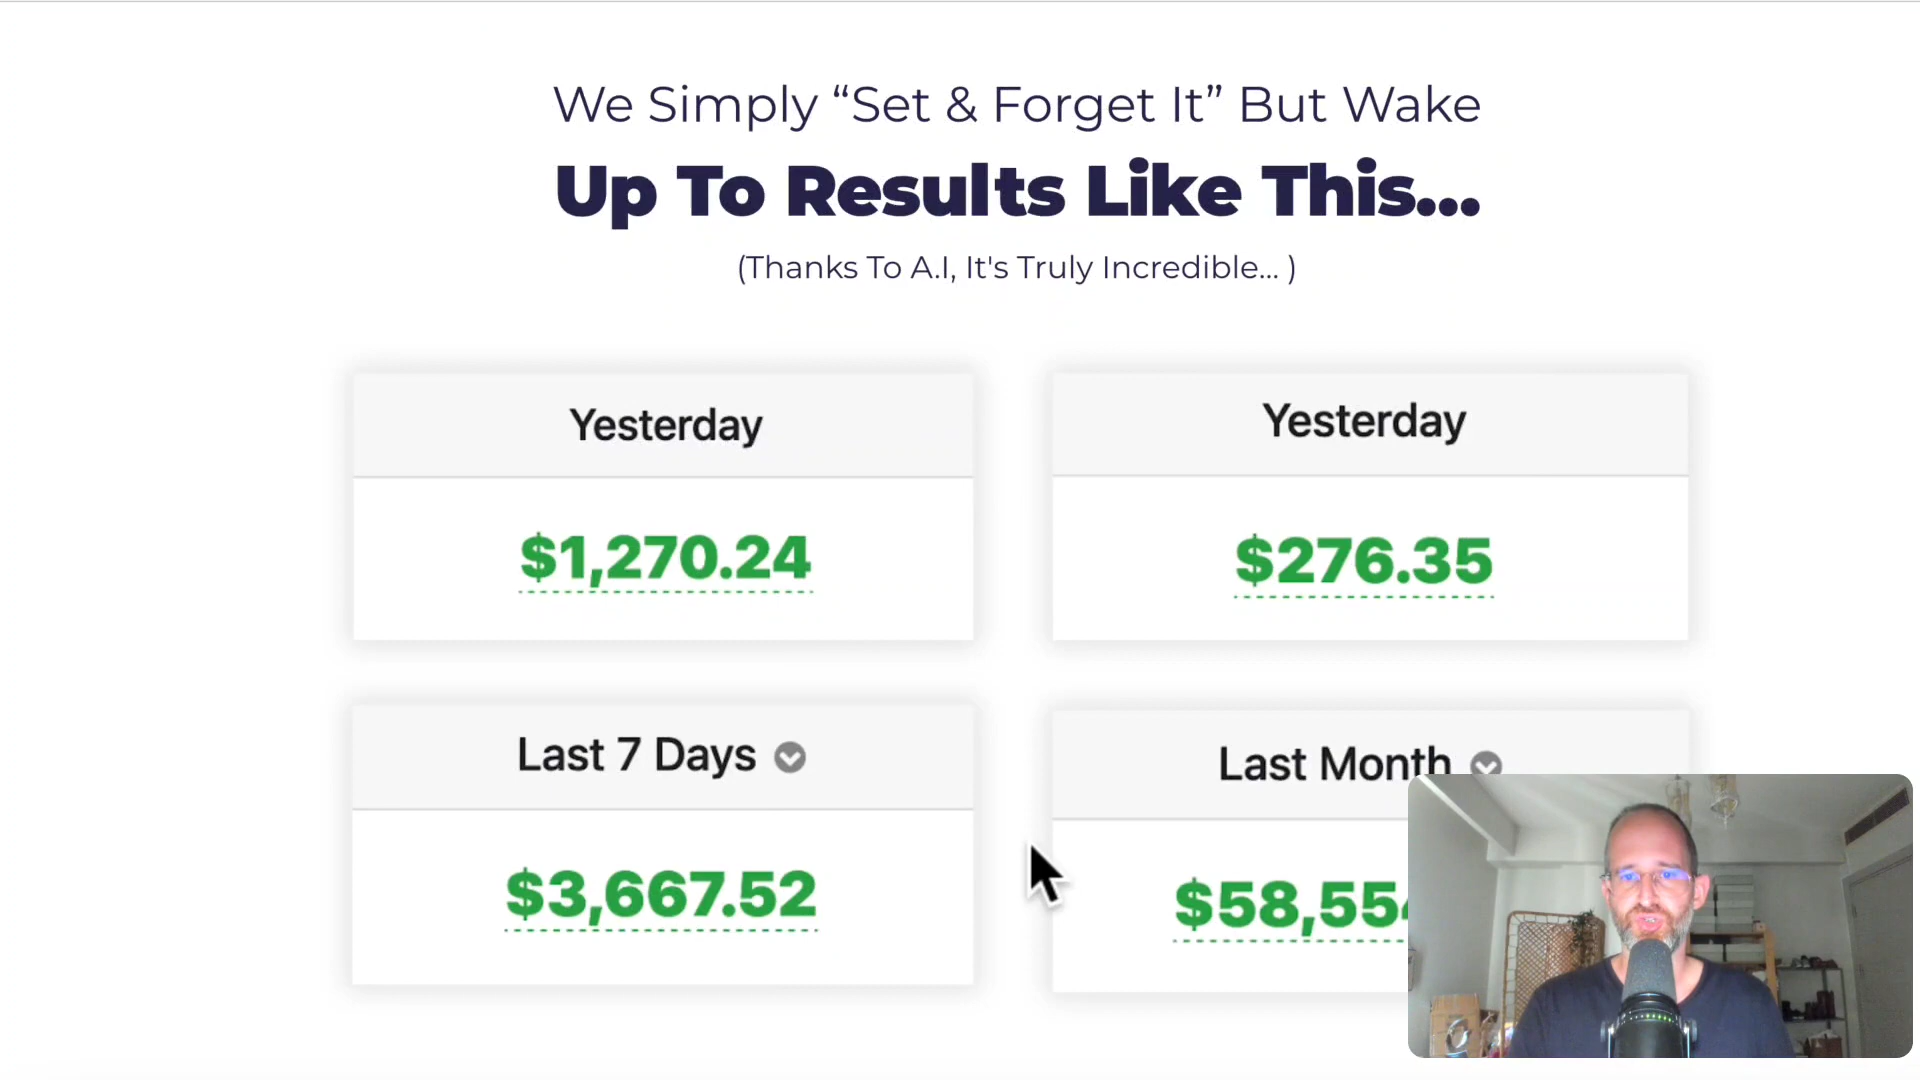 We Simply “Set & Forget It” But Wake
Up To Results Like This...
(Thanks To A.I, It's Truly Incredible... )
Yesterday
Yesterday
$1,270.24
$276.35
Last 7 Days
Last Month
$3,667.52
$58,55